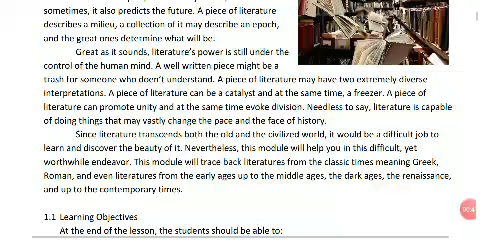 sometimes, it also predicts the future. A piece of literature
describes a milieu, a collection of it may describe an epoch,
and the great ones determine what will be.
Great as it sounds, literature's power is still under
the control of the human mind. A well written piece might be a
trash for someone who doen't understand. A piece of literature may have two extremely diverse
interpretations. A piece of literature can be a catalyst and at the same time, a freezer. A piece of
literature can promote unity and at the same time evoke division. Needless to say, literature is capable
of doing things that may vastly change the pace and the face of history.
Since literature transcends both the old and the civilized world, it would be a difficult job to
learn and discover the beauty of it. Nevertheless, this module will help you in this difficult, yet
worthwhile endeavor. This module will trace back literatures from the classic times meaning Greek,
Roman, and even literatures from the early ages up to the middle ages, the dark ages, the renaissance,
and up to the contemporary times.
1.1 Learning Objectives
At the end of the lesson, the students should be able to: